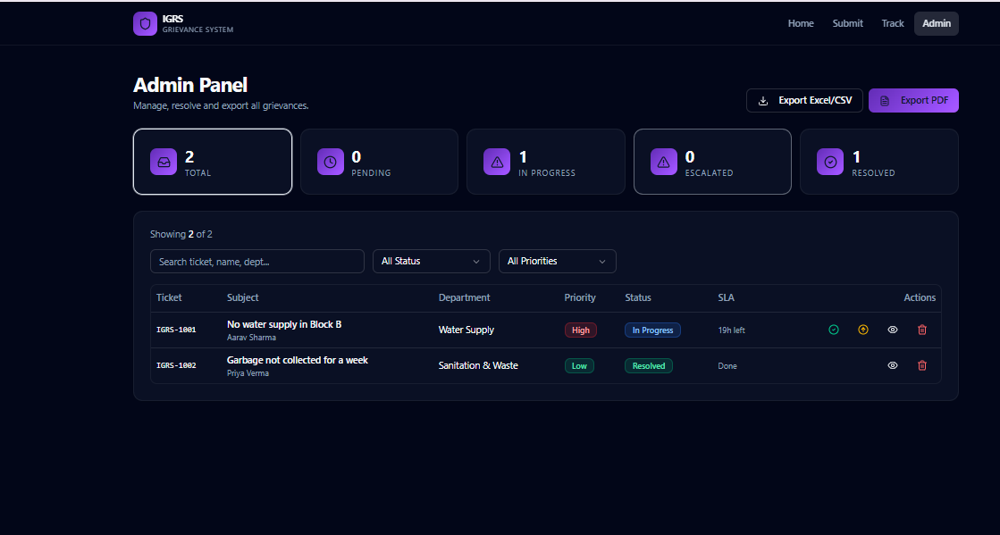 IGRS
GRIEVANCE SYSTEM
Home Submit Track Admin
Admin Panel
Manage, resolve and export all grievances.
Export Excel/CSV Export PDF
2
TOTAL
0
PENDING
1
IN PROGRESS
0
ESCALATED
1
RESOLVED
Showing 2 of 2
Search ticket, name, dept... All Status All Priorities
Ticket Subject Department Priority Status SLA Actions
IGRS-1001 No water supply in Block B Water Supply High In Progress 19h left
Aarav Sharma
IGRS-1002 Garbage not collected for a week Sanitation & Waste Low Resolved Done
Priya Verma